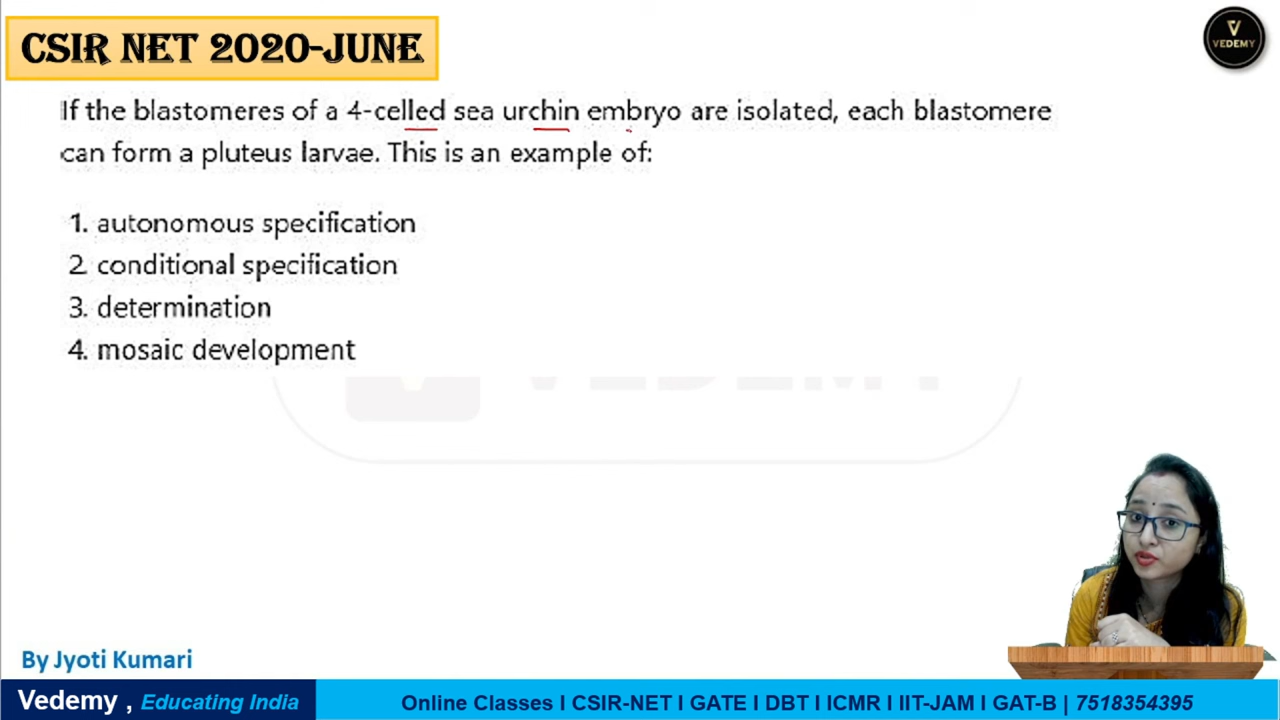 CSIR NET 2020-JUNE
V
VEDEMY
If the blastomeres of a 4-celled sea urchin embryo are isolated, each blastomere
can form a pluteus larvae. This is an example of:
1. autonomous specification
2. conditional specification
3. determination
4. mosaic development
VEDEMY
By Jyoti Kumari
Vedemy , Educating India
Online Classes I CSIR-NET I GATE I DBT I ICMR I IIT-JAM I GAT-B | 7518354395